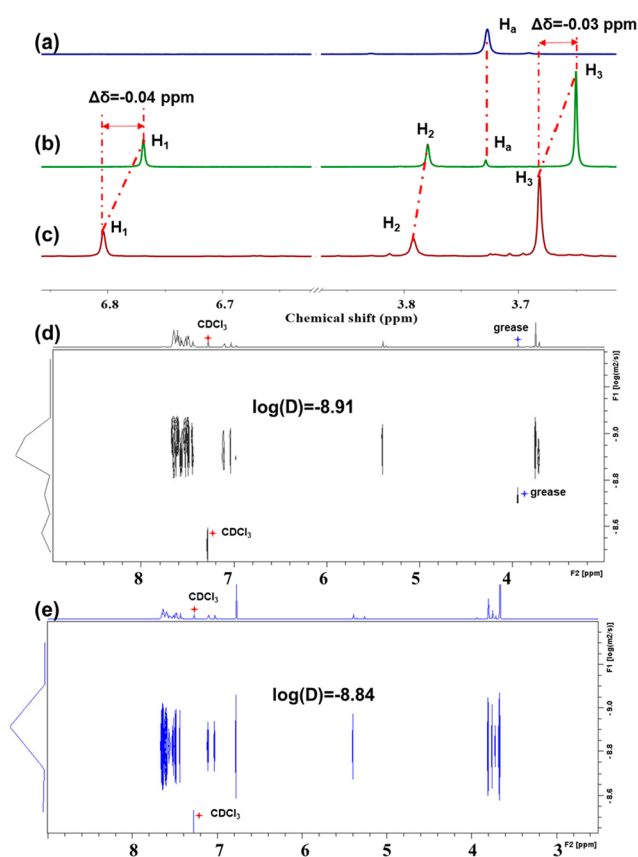 (a)
Hₐ
Δδ=-0.03 ppm
Δδ=-0.04 ppm
H₃
(b)
H₁
H₂
Hₐ
H₃
(c)
H₁
H₂
6.8 6.7 3.8 3.7
Chemical shift (ppm)
(d)
CDCl₃
grease
log(D)=-8.91
grease
CDCl₃
F1 [log(m2/s)]
- 9.0
- 8.8
- 8.6
8 7 6 5 4
F2 [ppm]
(e)
CDCl₃
log(D)=-8.84
CDCl₃
F1 [log(m2/s)]
- 9.0
- 8.8
- 8.6
8 7 6 5 4 3
F2 [ppm]